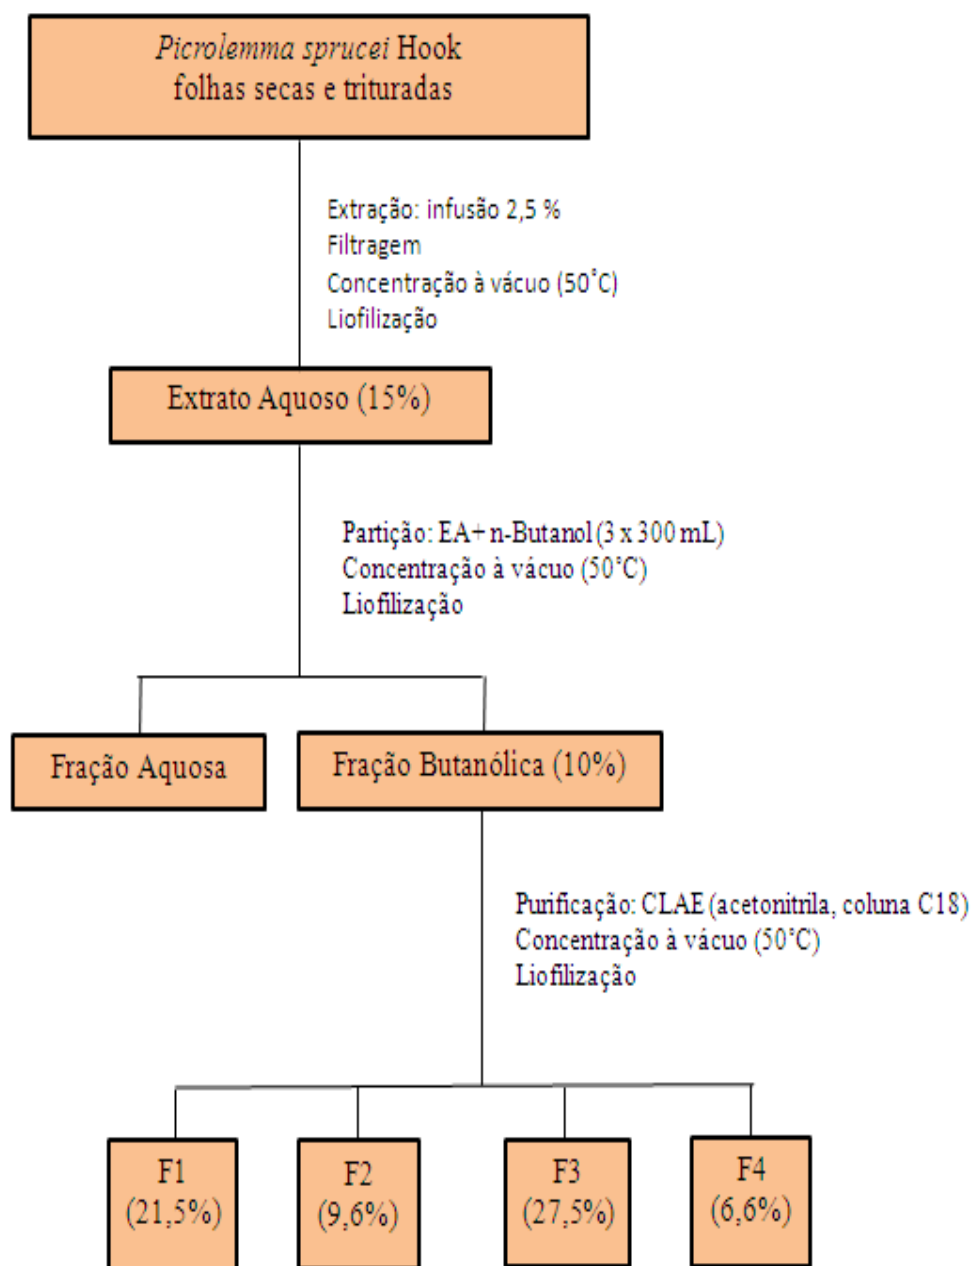 Picrolemma sprucei Hook
folhas secas e trituradas
Extração: infusão 2,5 %
Filtragem
Concentração à vácuo (50˚C)
Liofilização
Extrato Aquoso (15%)
Partição: EA+ n-Butanol (3 x 300 mL)
Concentração à vácuo (50˚C)
Liofilização
Fração Aquosa
Fração Butanólica (10%)
Purificação: CLAE (acetonitrila, coluna C18)
Concentração à vácuo (50˚C)
Liofilização
F1
(21,5%)
F2
(9,6%)
F3
(27,5%)
F4
(6,6%)